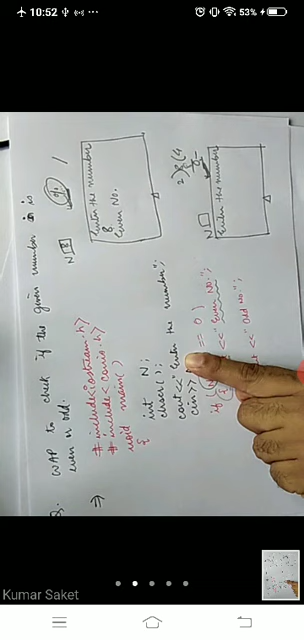 10:52
53%
Q. WAP to check if the given number is
even or odd.
⇒ #include<iostream.h>
#include<conio.h>
void main()
{
int N;
clrscr();
cout<<"Enter the number";
cin>>
if (
== 0)
<< "Even No.";
<< "Odd No.";
N 8
Enter the number
8
Even No.
N
Enter the number
Kumar Saket